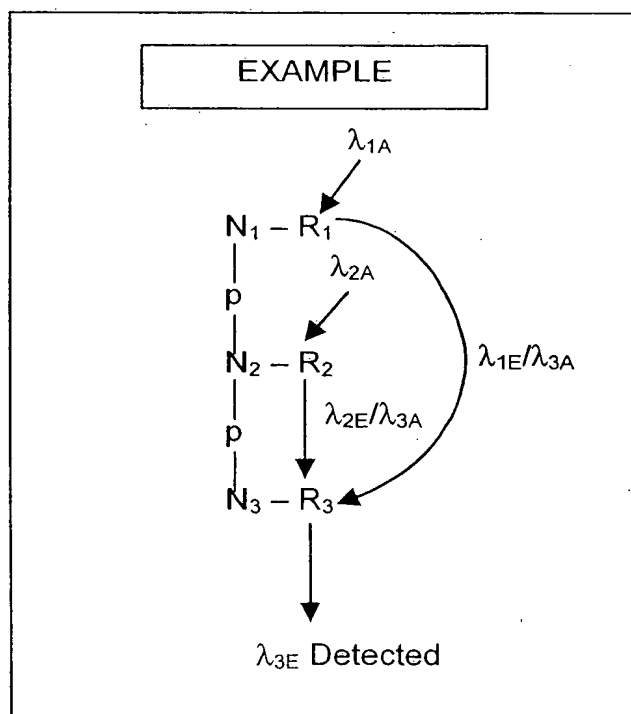 EXAMPLE
λ₁A
N₁ – R₁
λ₂A
p
N₂ – R₂
λ₁E/λ₃A
λ₂E/λ₃A
p
N₃ – R₃
λ₃E Detected